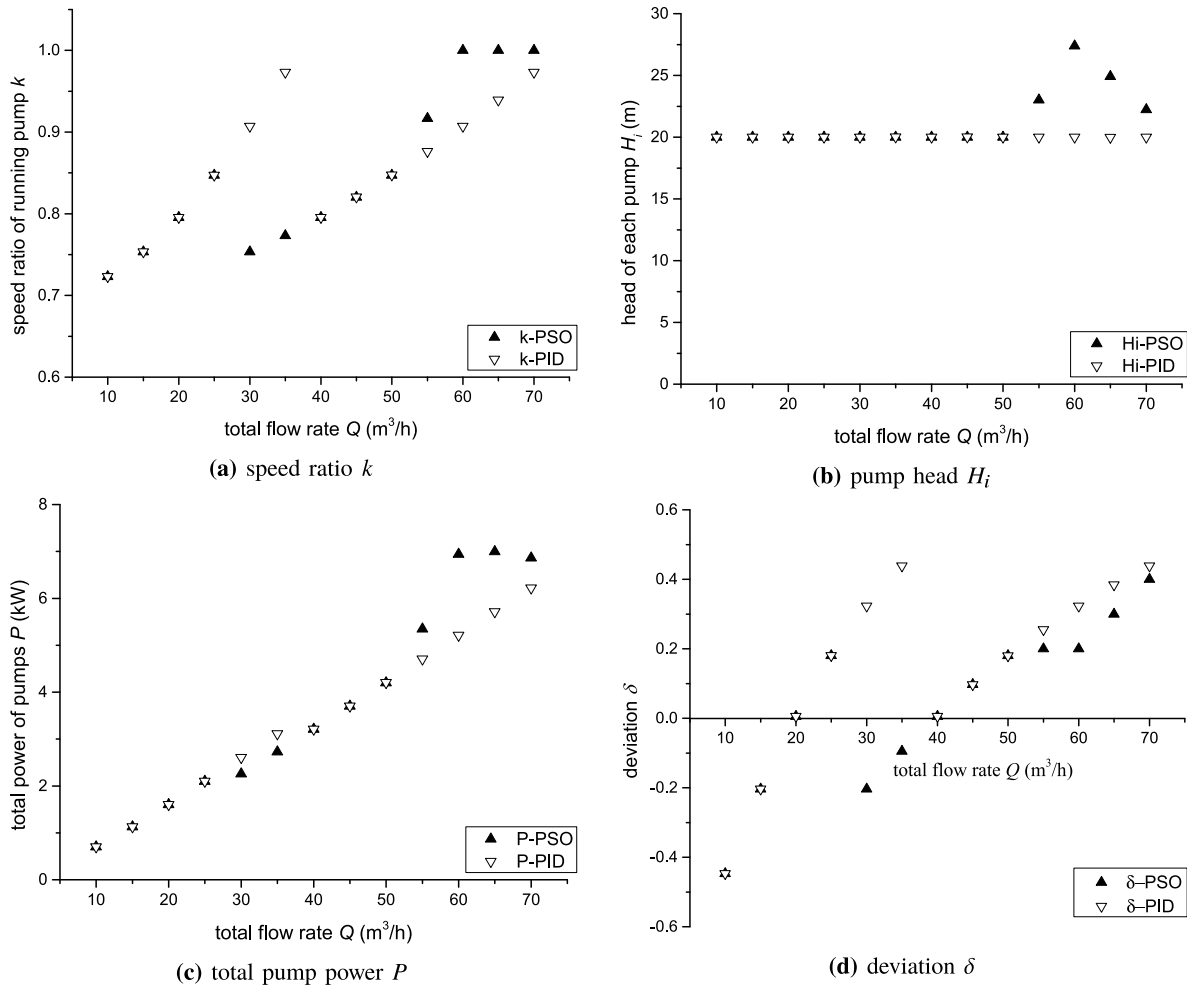 speed ratio of running pump k
1.0
0.9
0.8
0.7
0.6
k-PSO
k-PID
10 20 30 40 50 60 70
total flow rate Q (m³/h)
(a) speed ratio k
head of each pump Hᵢ (m)
30
25
20
15
10
5
0
Hi-PSO
Hi-PID
10 20 30 40 50 60 70
total flow rate Q (m³/h)
(b) pump head Hᵢ
total power of pumps P (kW)
8
6
4
2
0
P-PSO
P-PID
10 20 30 40 50 60 70
total flow rate Q (m³/h)
(c) total pump power P
deviation δ
0.6
0.4
0.2
0.0
-0.2
-0.4
-0.6
10 20 30 40 50 60 70
total flow rate Q (m³/h)
δ–PSO
δ–PID
(d) deviation δ